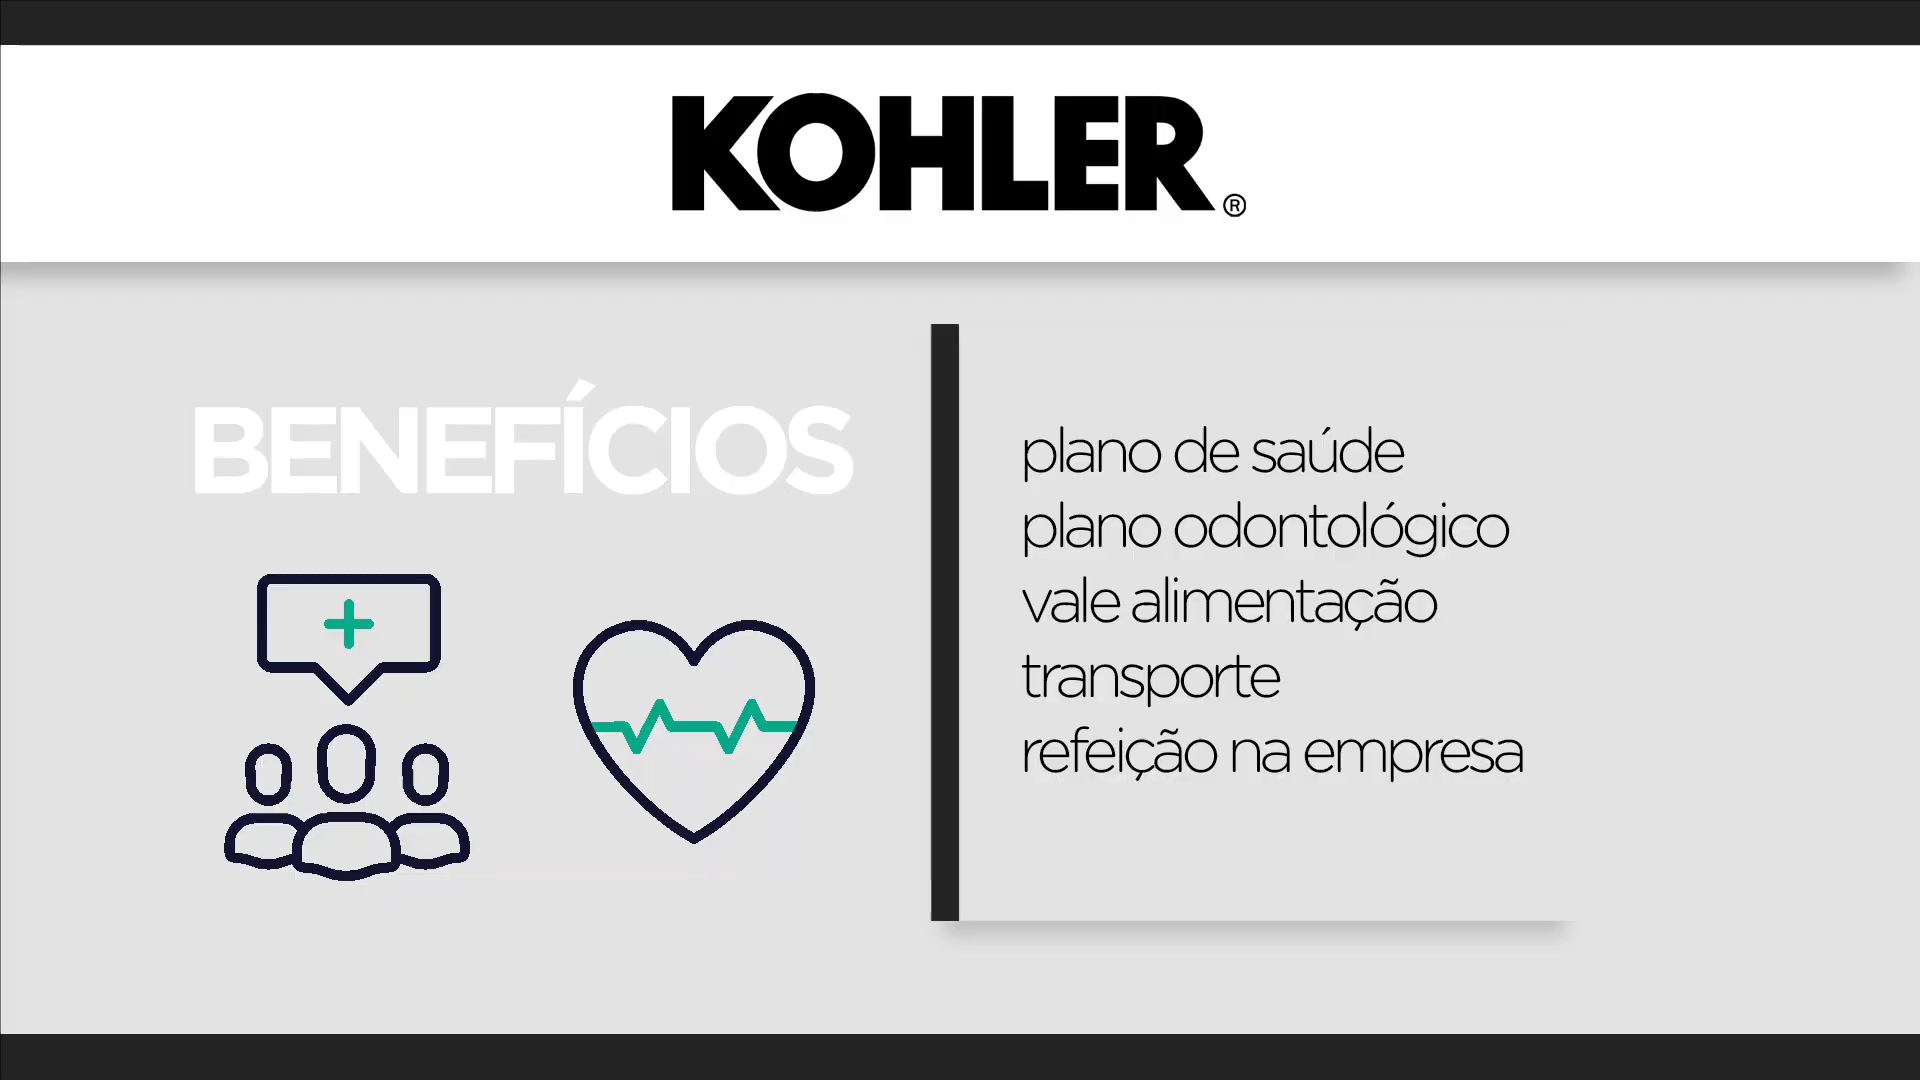 KOHLER®
BENEFÍCIOS
plano de saúde
plano odontológico
vale alimentação
transporte
refeição na empresa